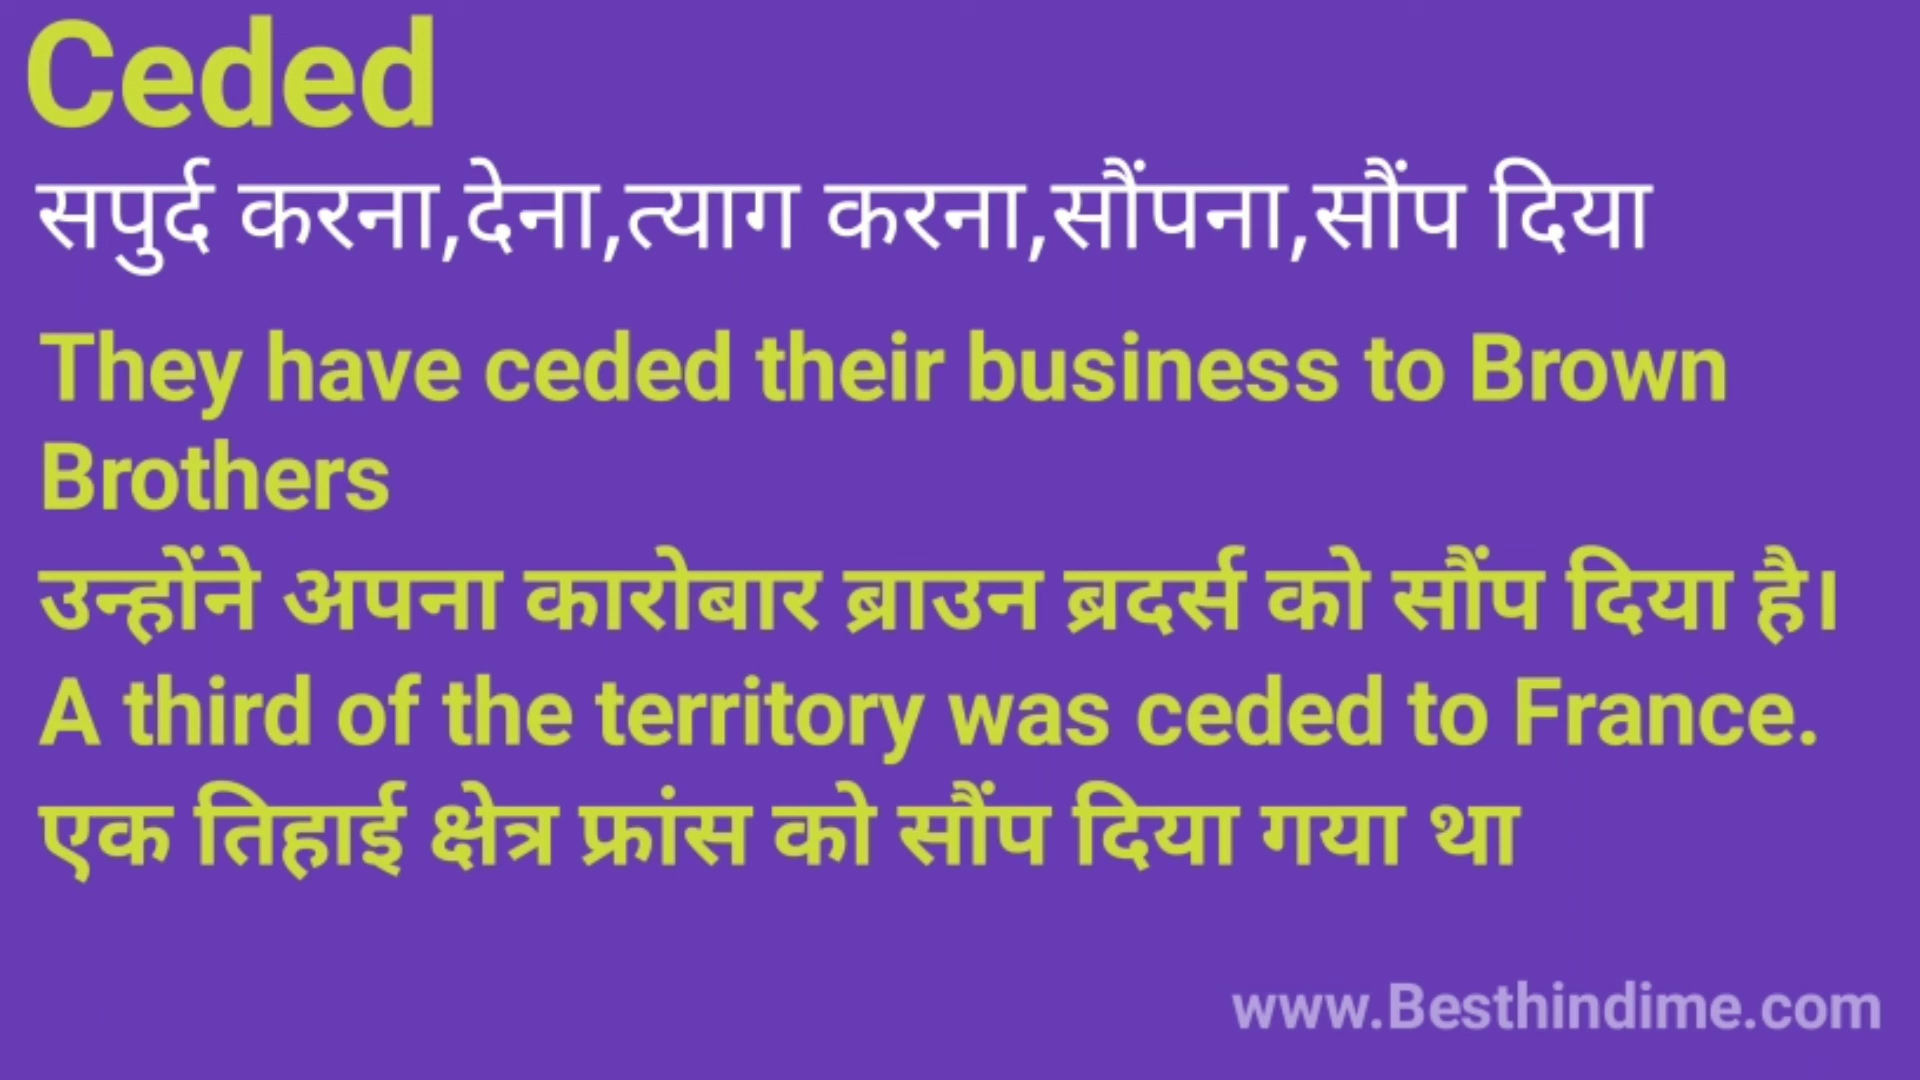 Ceded
सपुर्द करना,देना,त्याग करना,सौंपना,सौंप दिया
They have ceded their business to Brown
Brothers
उन्होंने अपना कारोबार ब्राउन ब्रदर्स को सौंप दिया है।
A third of the territory was ceded to France.
एक तिहाई क्षेत्र फ्रांस को सौंप दिया गया था
www.Besthindime.com